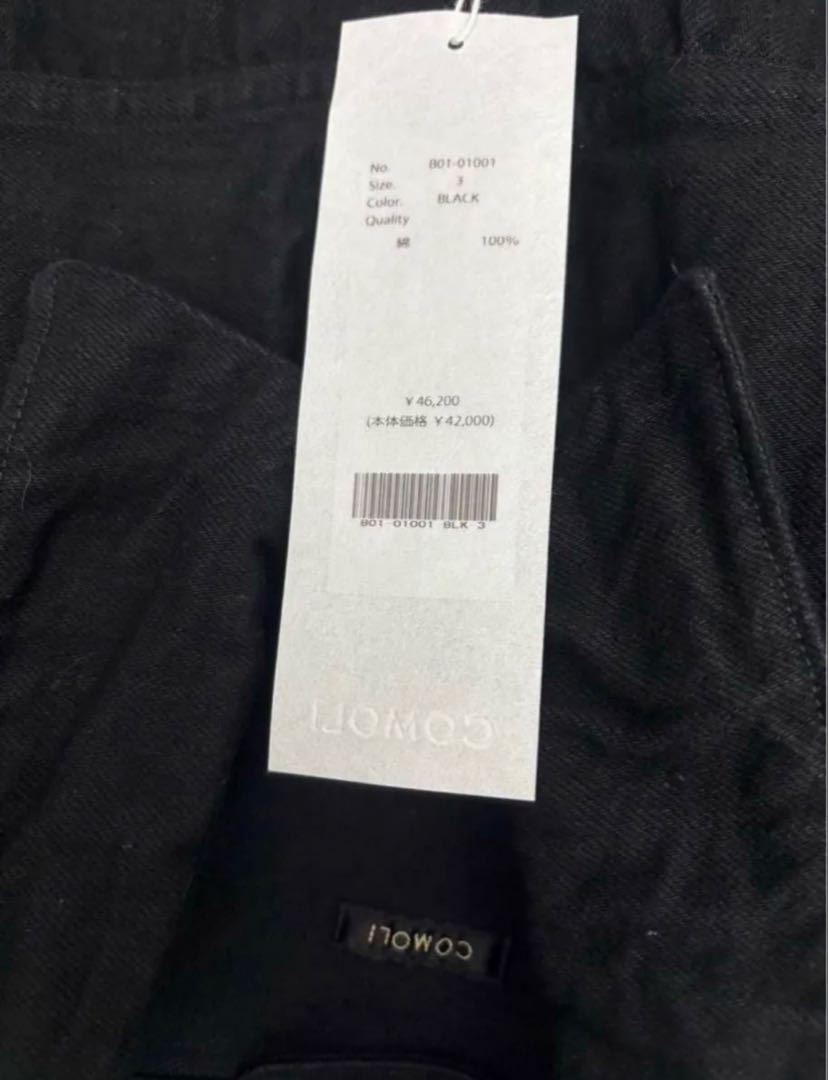 No. B01-01001
Size. 3
Color. BLACK
Quality
綿 100%
￥46,200
(本体価格 ￥42,000)
B01-01001 BLK 3
COMOLI
COMOLI